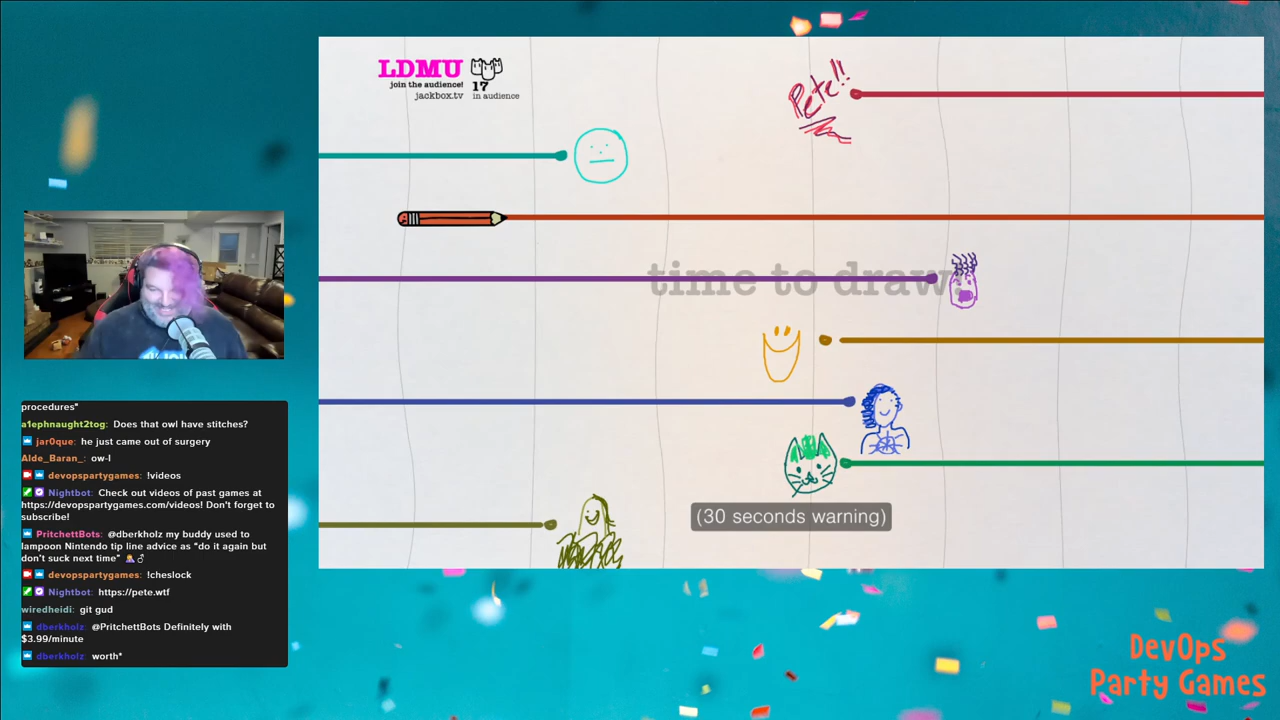 LDMU
join the audience!
jackbox.tv
17
in audience
Pete!!
time to draw
(30 seconds warning)
procedures"
a1ephnaught2tog: Does that owl have stitches?
jar0que: he just came out of surgery
Alde_Baran_: ow-l
devopspartygames: !videos
Nightbot: Check out videos of past games at
https://devopspartygames.com/videos! Don't forget to
subscribe!
PritchettBots: @dberkholz my buddy used to
lampoon Nintendo tip line advice as "do it again but
don't suck next time"
devopspartygames: !cheslock
Nightbot: https://pete.wtf
wiredheidi: git gud
dberkholz: @PritchettBots Definitely with
$3.99/minute
dberkholz: worth*
DevOps
Party Games